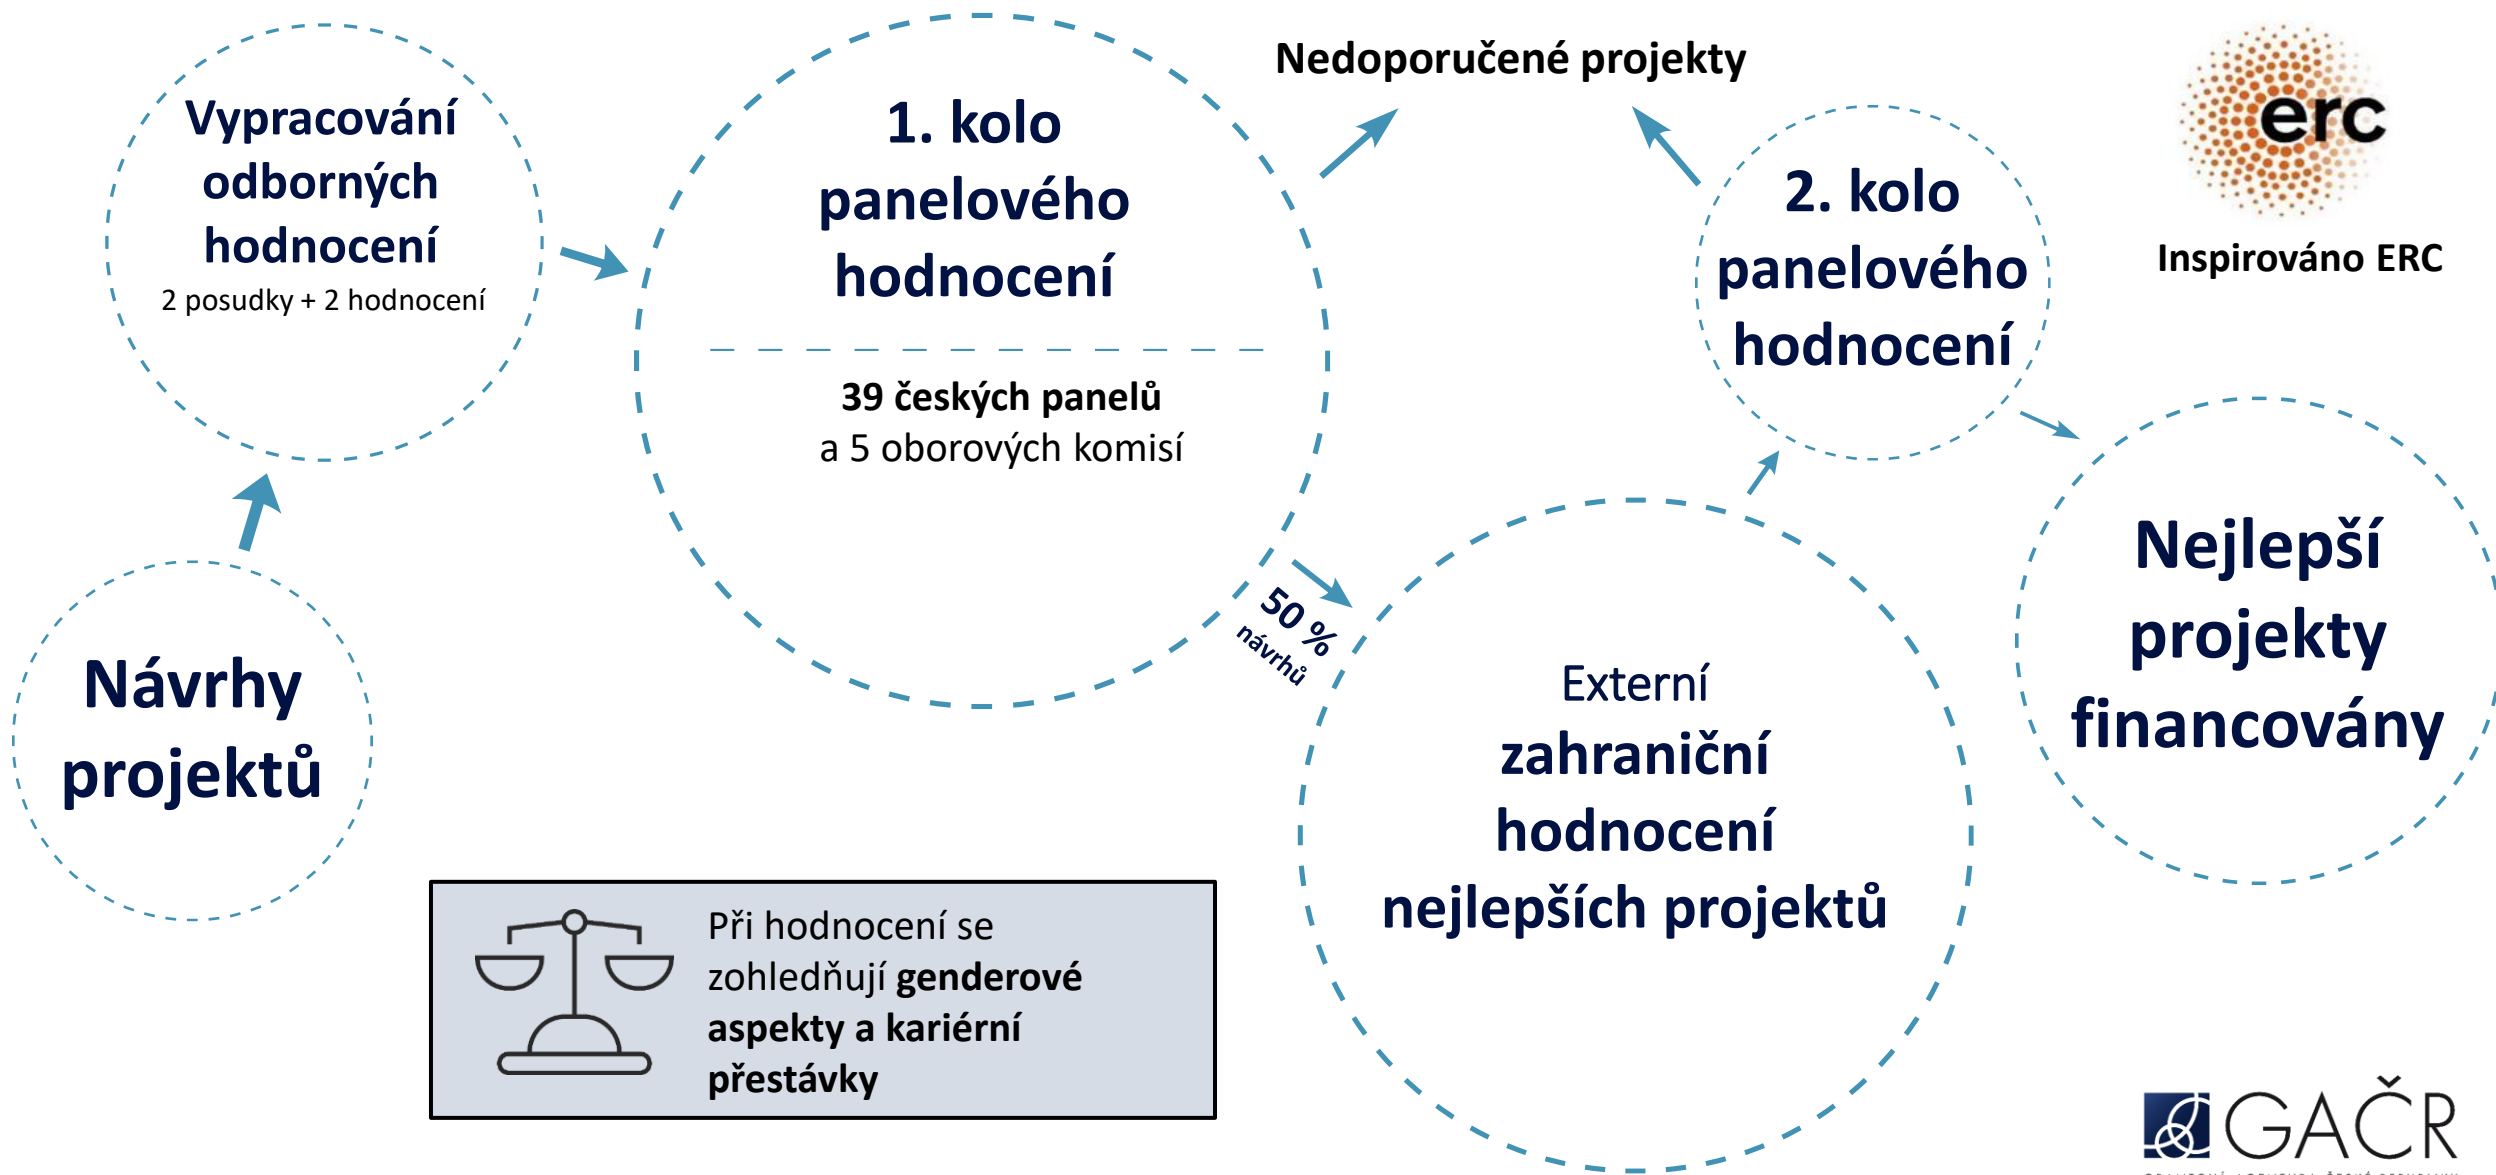 Návrhy
projektů
Vypracování
odborných
hodnocení
2 posudky + 2 hodnocení
1. kolo
panelového
hodnocení
39 českých panelů
a 5 oborových komisí
Nedoporučené projekty
50 %
návrhů
Externí
zahraniční
hodnocení
nejlepších projektů
2. kolo
panelového
hodnocení
Nejlepší
projekty
financovány
erc
Inspirováno ERC
Při hodnocení se
zohledňují genderové
aspekty a kariérní
přestávky
GAČR